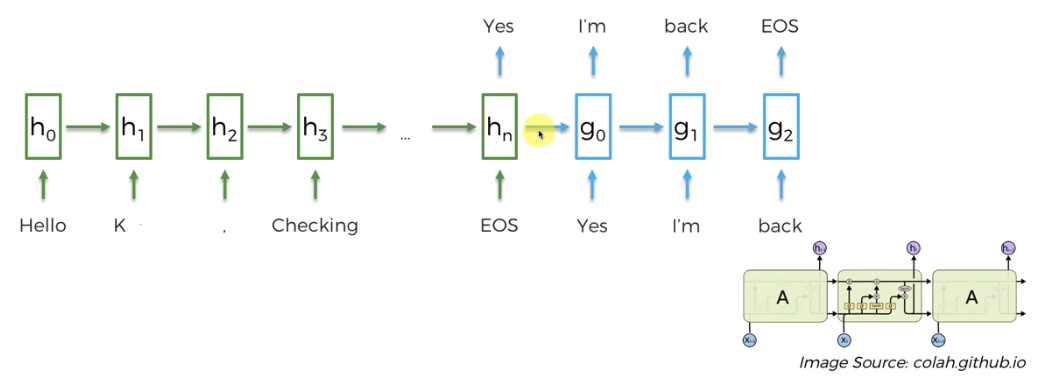 Yes I'm back EOS
h0 h1 h2 h3 ... hn g0 g1 g2
Hello K , Checking EOS Yes I'm back
A A
Image Source: colah.github.io